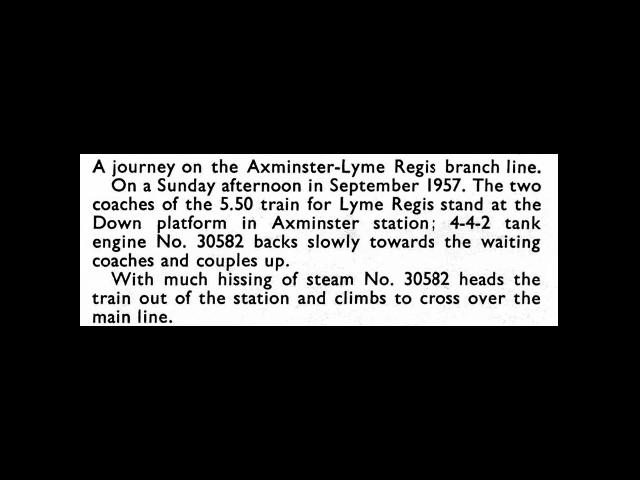 A journey on the Axminster-Lyme Regis branch line.
On a Sunday afternoon in September 1957. The two
coaches of the 5.50 train for Lyme Regis stand at the
Down platform in Axminster station; 4-4-2 tank
engine No. 30582 backs slowly towards the waiting
coaches and couples up.
With much hissing of steam No. 30582 heads the
train out of the station and climbs to cross over the
main line.